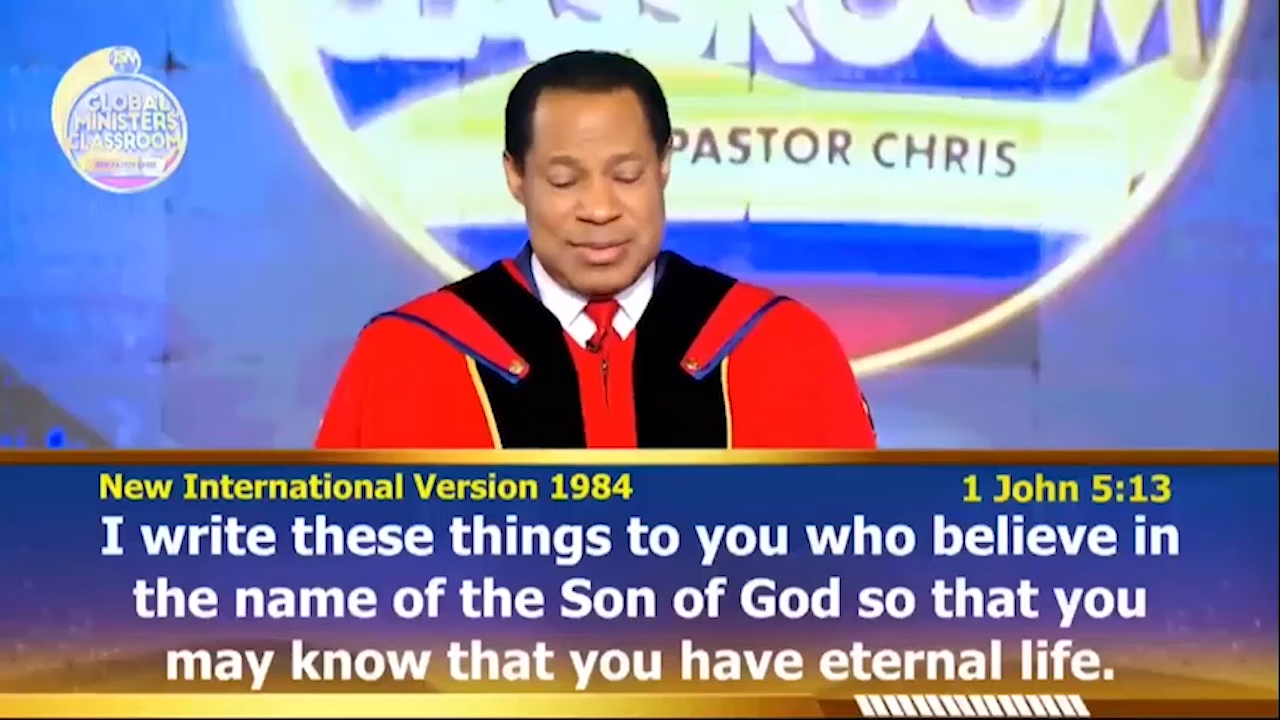 CLASSROOM
PASTOR CHRIS
GLOBAL
MINISTERS'
CLASSROOM
New International Version 1984
1 John 5:13
I write these things to you who believe in
the name of the Son of God so that you
may know that you have eternal life.